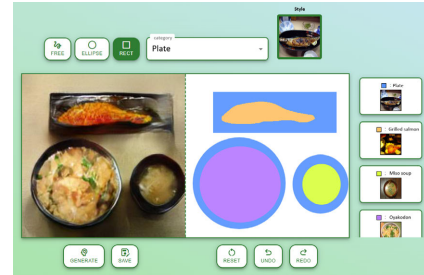 Style
FREE
ELLIPSE
RECT
category
Plate
: Plate
: Grilled salmon
: Miso soup
: Oyakodon
GENERATE
SAVE
RESET
UNDO
REDO